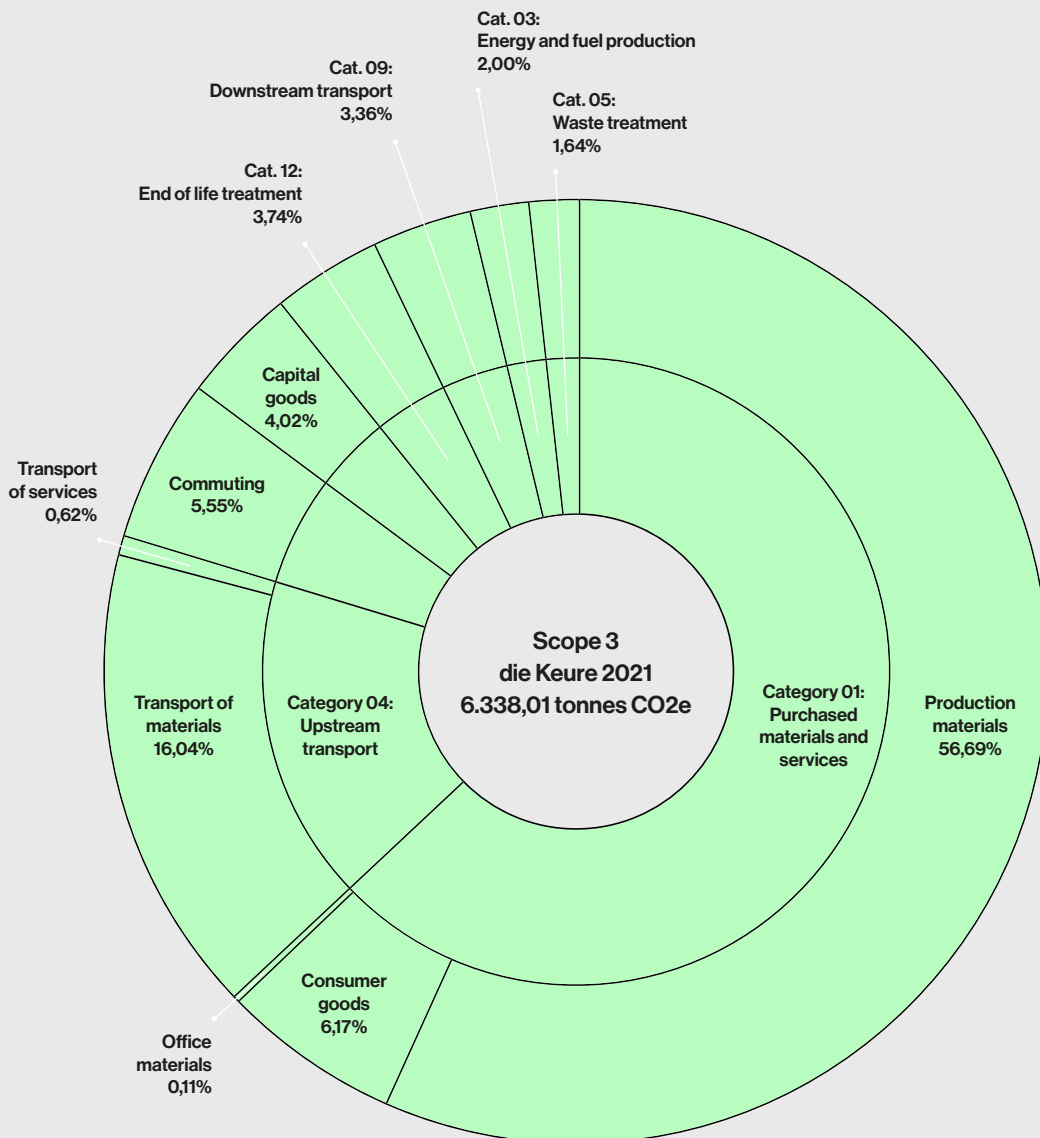 Cat. 03:
Energy and fuel production
2,00%
Cat. 09:
Downstream transport
3,36%
Cat. 05:
Waste treatment
1,64%
Cat. 12:
End of life treatment
3,74%
Capital
goods
4,02%
Transport
of services
0,62%
Commuting
5,55%
Scope 3
die Keure 2021
6.338,01 tonnes CO2e
Transport of
materials
16,04%
Category 04:
Upstream
transport
Category 01:
Purchased
materials and
services
Production
materials
56,69%
Consumer
goods
6,17%
Office
materials
0,11%